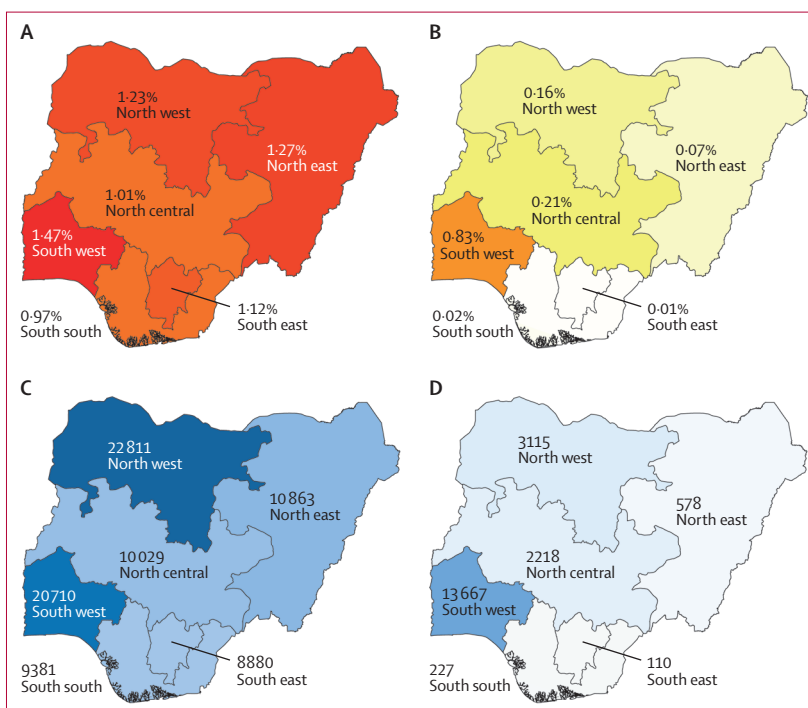 A
1·23%
North west
1·27%
North east
1·01%
North central
1·47%
South west
0·97%
South south
1·12%
South east
B
0·16%
North west
0·07%
North east
0·21%
North central
0·83%
South west
0·02%
South south
0·01%
South east
C
22 811
North west
10 863
North east
10 029
North central
20 710
South west
9381
South south
8880
South east
D
3115
North west
578
North east
2218
North central
13 667
South west
227
South south
110
South east